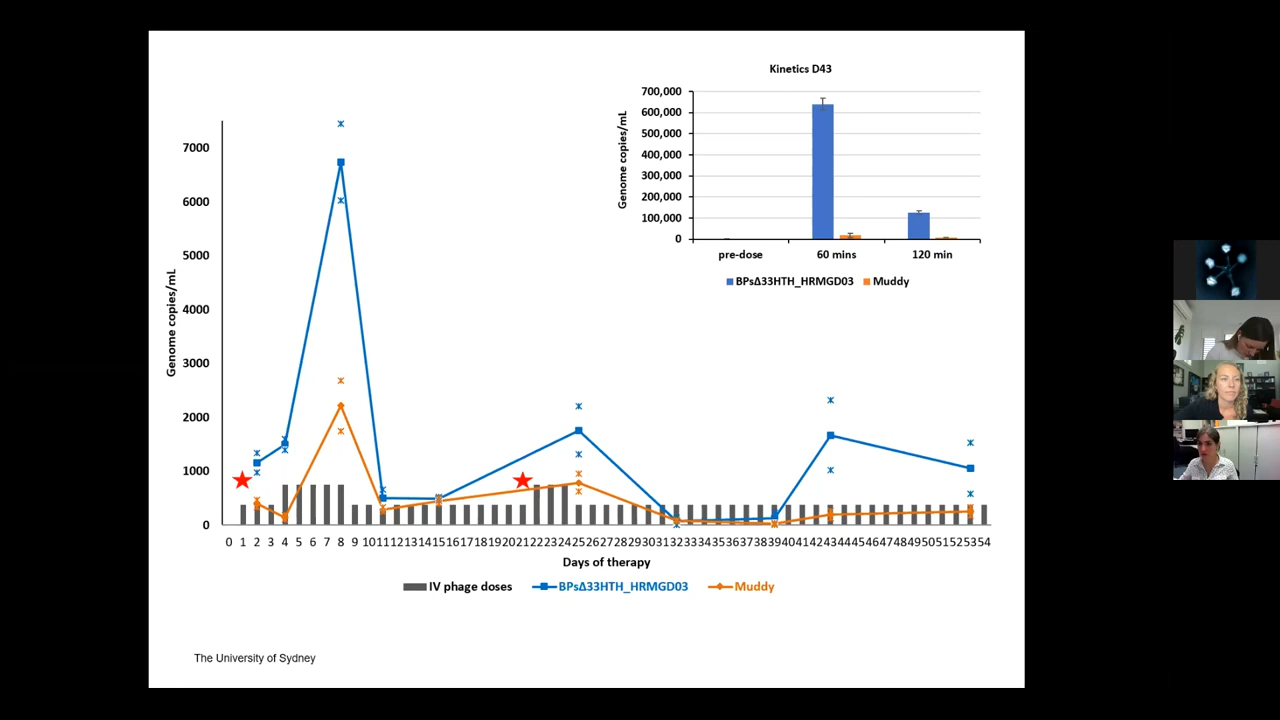 Kinetics D43
Genome copies/mL
700,000
600,000
500,000
400,000
300,000
200,000
100,000
0
pre-dose 60 mins 120 min
BPsΔ33HTH_HRMGD03 Muddy
Genome copies/mL
7000
6000
5000
4000
3000
2000
1000
0
0 1 2 3 4 5 6 7 8 9 10 11 12 13 14 15 16 17 18 19 20 21 22 23 24 25 26 27 28 29 30 31 32 33 34 35 36 37 38 39 40 41 42 43 44 45 46 47 48 49 50 51 52 53 54
Days of therapy
IV phage doses BPsΔ33HTH_HRMGD03 Muddy
The University of Sydney